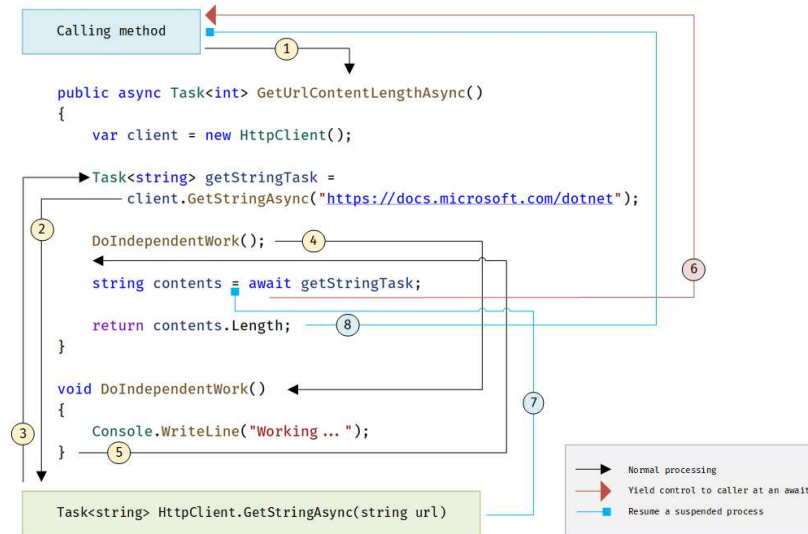 Calling method
1
public async Task<int> GetUrlContentLengthAsync()
{
var client = new HttpClient();
Task<string> getStringTask =
client.GetStringAsync("https://docs.microsoft.com/dotnet");
2
DoIndependentWork();
4
string contents = await getStringTask;
6
return contents.Length;
8
}
void DoIndependentWork()
{
7
Console.WriteLine("Working...");
3
}
5
Task<string> HttpClient.GetStringAsync(string url)
Normal processing
Yield control to caller at an await
Resume a suspended process